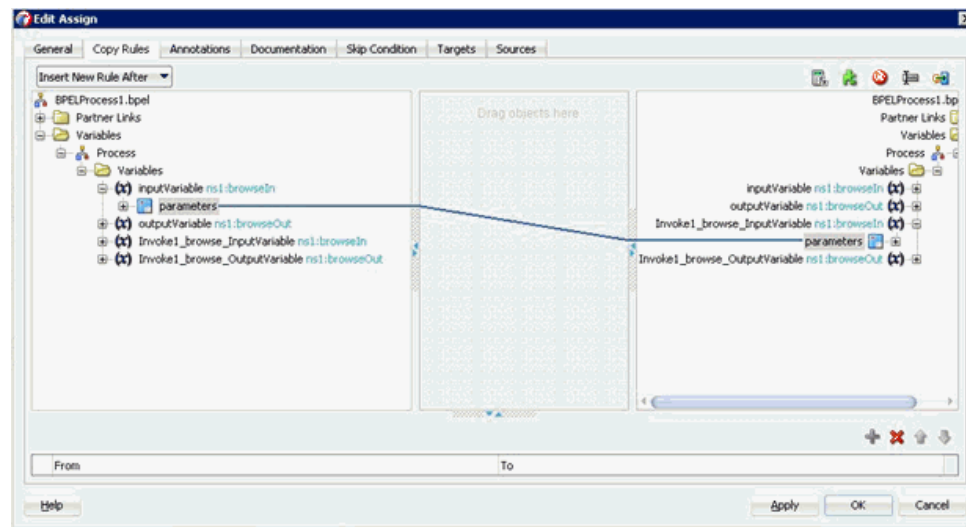 Edit Assign
General Copy Rules Annotations Documentation Skip Condition Targets Sources
Insert New Rule After
BPELProcess1.bpel
Partner Links
Variables
Process
Variables
inputVariable ns1:browseIn
parameters
outputVariable ns1:browseOut
Invoke1_browse_InputVariable ns1:browseIn
Invoke1_browse_OutputVariable ns1:browseOut
Drag objects here
BPELProcess1.bp
Partner Links
Variables
Process
Variables
inputVariable ns1:browseIn
outputVariable ns1:browseOut
Invoke1_browse_InputVariable ns1:browseIn
parameters
Invoke1_browse_OutputVariable ns1:browseOut
From To
Help Apply OK Cancel